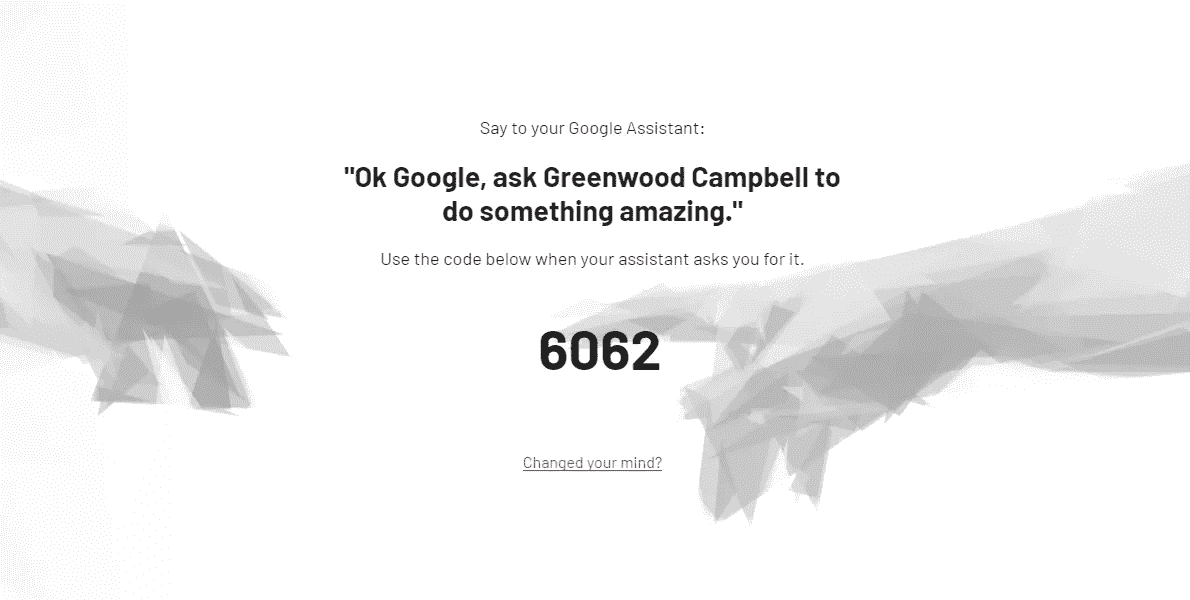 Say to your Google Assistant:
"Ok Google, ask Greenwood Campbell to
do something amazing."
Use the code below when your assistant asks you for it.
6062
Changed your mind?